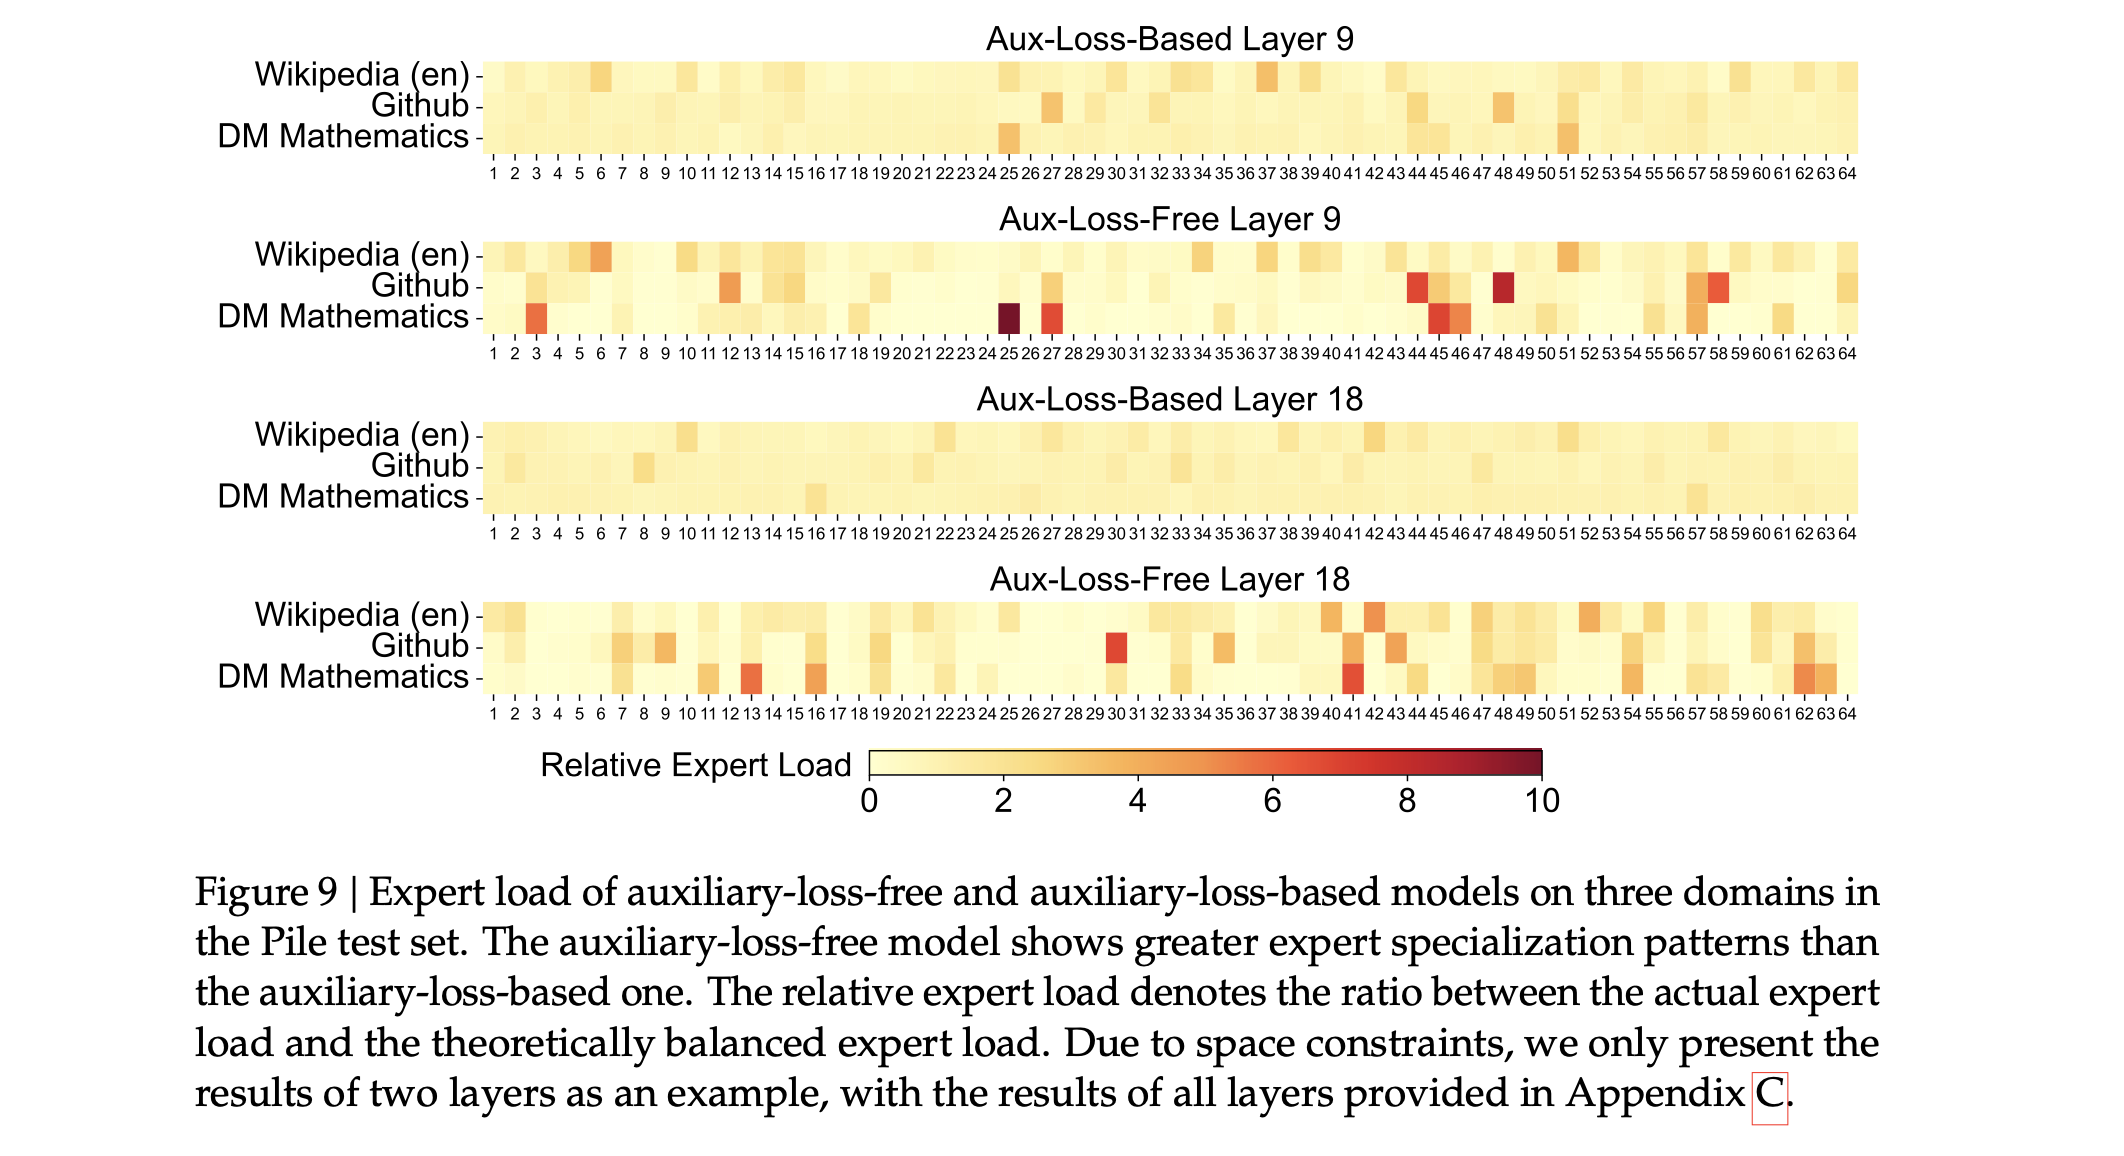 Aux-Loss-Based Layer 9
Wikipedia (en)
Github
DM Mathematics
1 2 3 4 5 6 7 8 9 10 11 12 13 14 15 16 17 18 19 20 21 22 23 24 25 26 27 28 29 30 31 32 33 34 35 36 37 38 39 40 41 42 43 44 45 46 47 48 49 50 51 52 53 54 55 56 57 58 59 60 61 62 63 64
Aux-Loss-Free Layer 9
Wikipedia (en)
Github
DM Mathematics
1 2 3 4 5 6 7 8 9 10 11 12 13 14 15 16 17 18 19 20 21 22 23 24 25 26 27 28 29 30 31 32 33 34 35 36 37 38 39 40 41 42 43 44 45 46 47 48 49 50 51 52 53 54 55 56 57 58 59 60 61 62 63 64
Aux-Loss-Based Layer 18
Wikipedia (en)
Github
DM Mathematics
1 2 3 4 5 6 7 8 9 10 11 12 13 14 15 16 17 18 19 20 21 22 23 24 25 26 27 28 29 30 31 32 33 34 35 36 37 38 39 40 41 42 43 44 45 46 47 48 49 50 51 52 53 54 55 56 57 58 59 60 61 62 63 64
Aux-Loss-Free Layer 18
Wikipedia (en)
Github
DM Mathematics
1 2 3 4 5 6 7 8 9 10 11 12 13 14 15 16 17 18 19 20 21 22 23 24 25 26 27 28 29 30 31 32 33 34 35 36 37 38 39 40 41 42 43 44 45 46 47 48 49 50 51 52 53 54 55 56 57 58 59 60 61 62 63 64
Relative Expert Load
0 2 4 6 8 10
Figure 9 | Expert load of auxiliary-loss-free and auxiliary-loss-based models on three domains in
the Pile test set. The auxiliary-loss-free model shows greater expert specialization patterns than
the auxiliary-loss-based one. The relative expert load denotes the ratio between the actual expert
load and the theoretically balanced expert load. Due to space constraints, we only present the
results of two layers as an example, with the results of all layers provided in Appendix C.